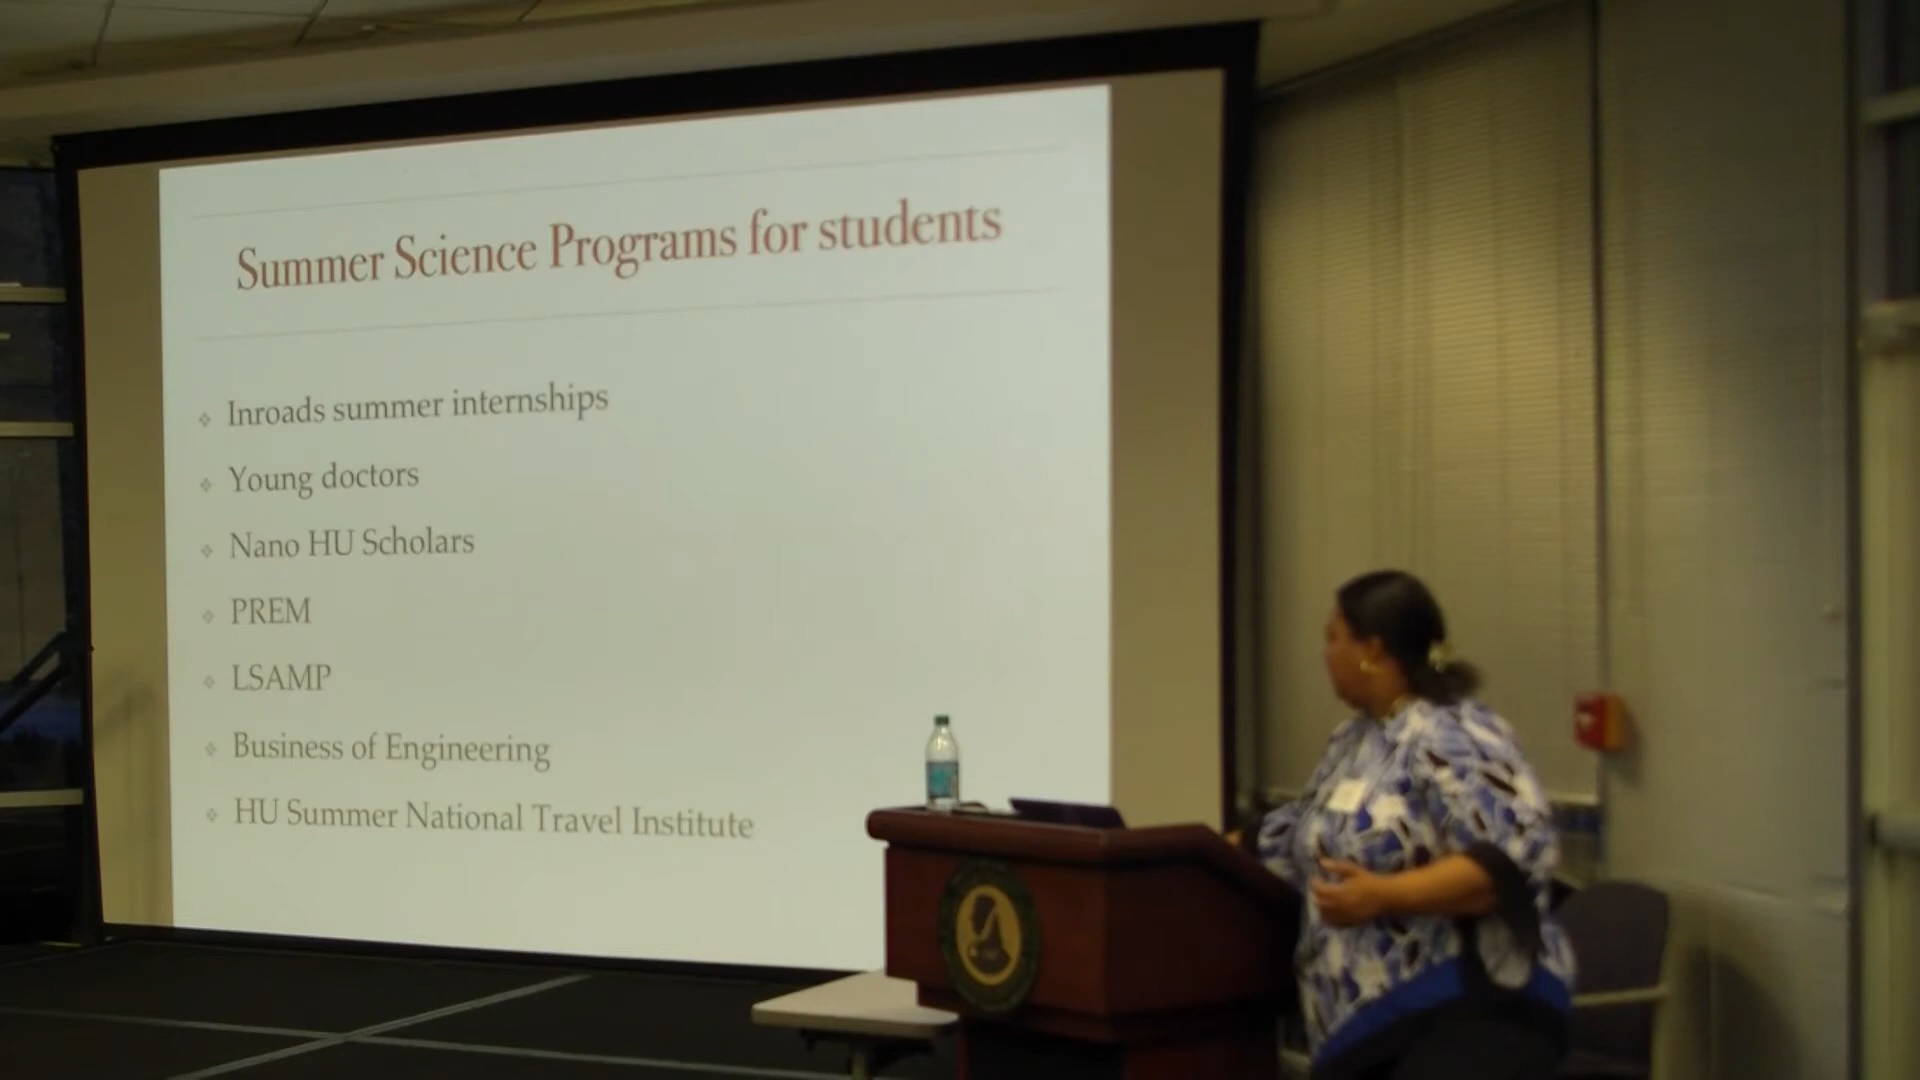 Summer Science Programs for students
Inroads summer internships
Young doctors
Nano HU Scholars
PREM
LSAMP
Business of Engineering
HU Summer National Travel Institute